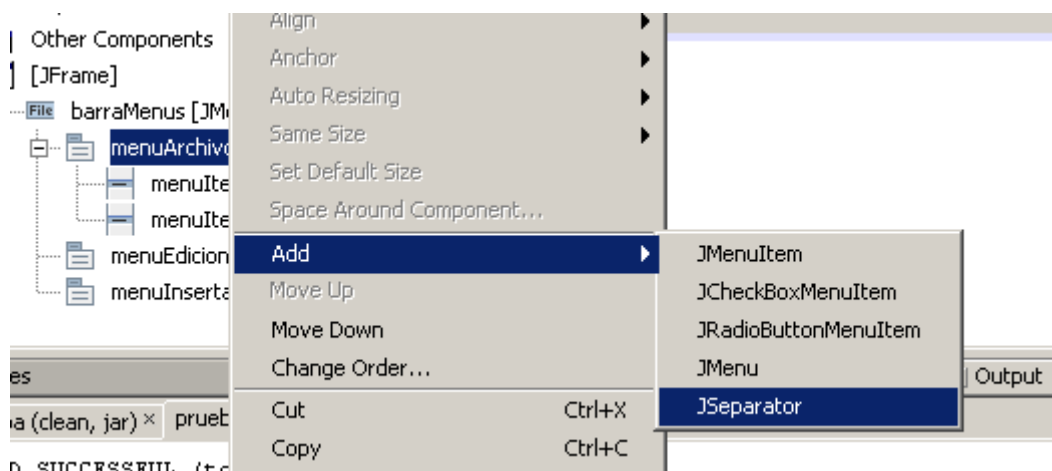 Align
Other Components
Anchor
[JFrame]
Auto Resizing
File barraMenus [JMe
Same Size
menuArchivo
Set Default Size
menuIte
Space Around Component...
menuIte
Add
JMenuItem
menuEdicion
Move Up
JCheckBoxMenuItem
menuInserta
Move Down
JRadioButtonMenuItem
Change Order...
JMenu
es
Output
Cut Ctrl+X
JSeparator
a (clean, jar) × prueb
Copy Ctrl+C
D SUCCESSFUL (to